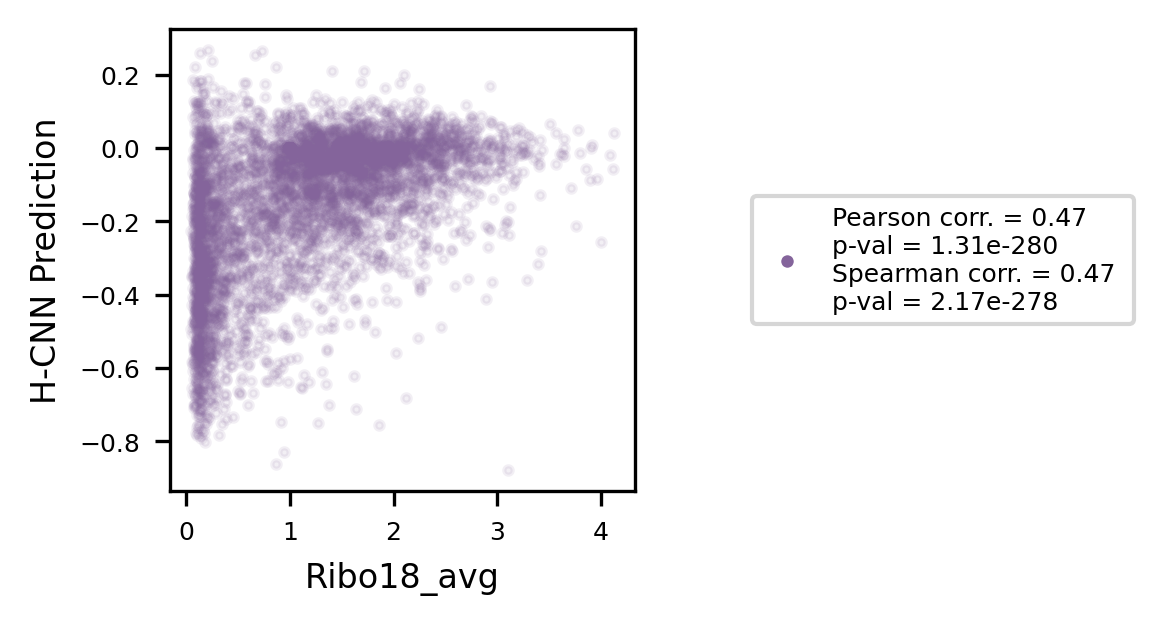 0.2
0.0
−0.2
−0.4
−0.6
−0.8
H-CNN Prediction
0 1 2 3 4
Ribo18_avg
Pearson corr. = 0.47
p-val = 1.31e-280
Spearman corr. = 0.47
p-val = 2.17e-278